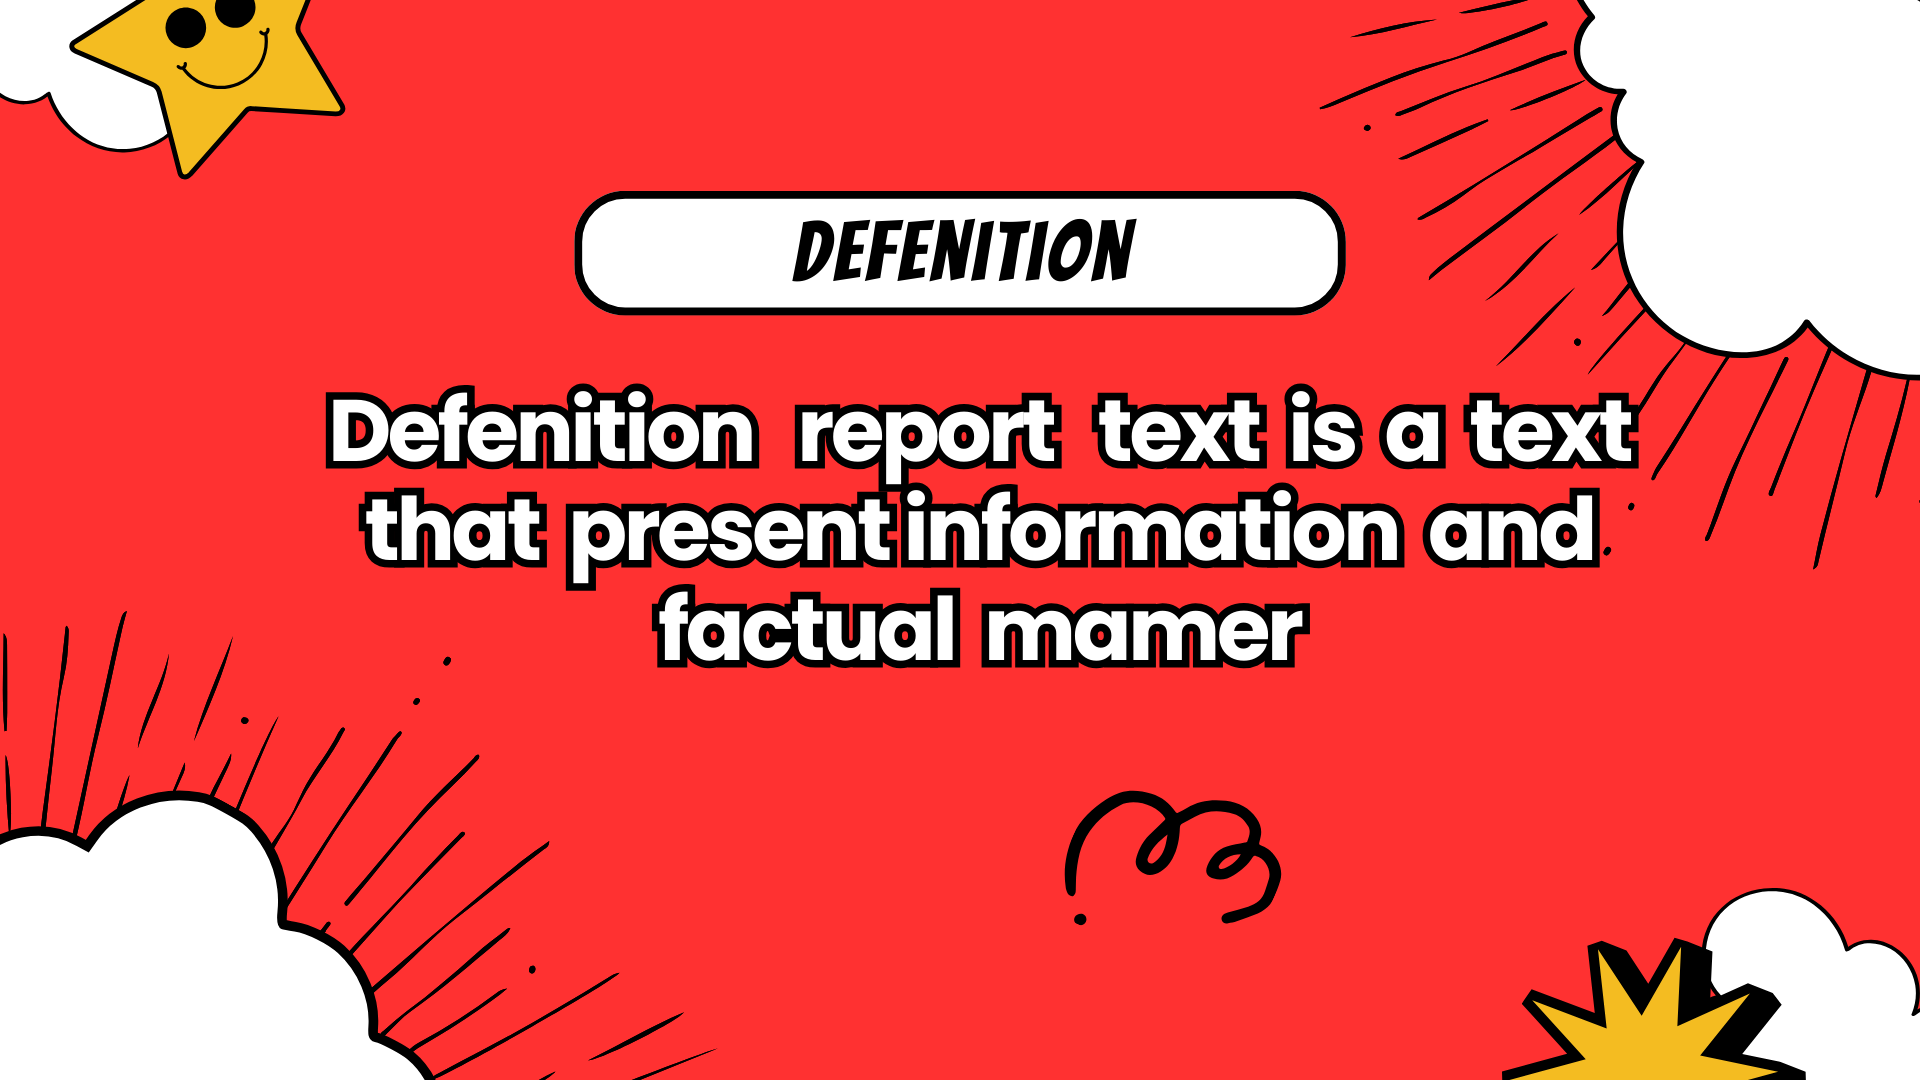 DEFENITION
Defenition report text is a text
that present information and
factual mamer